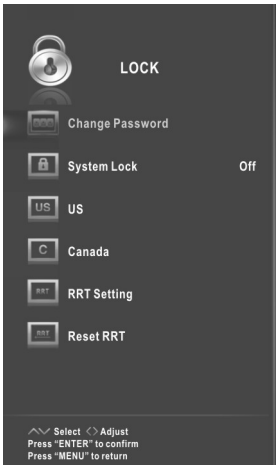 LOCK
Change Password
System Lock Off
US US
C Canada
RRT RRT Setting
RRT Reset RRT
Select <> Adjust
Press “ENTER” to confirm
Press “MENU” to return